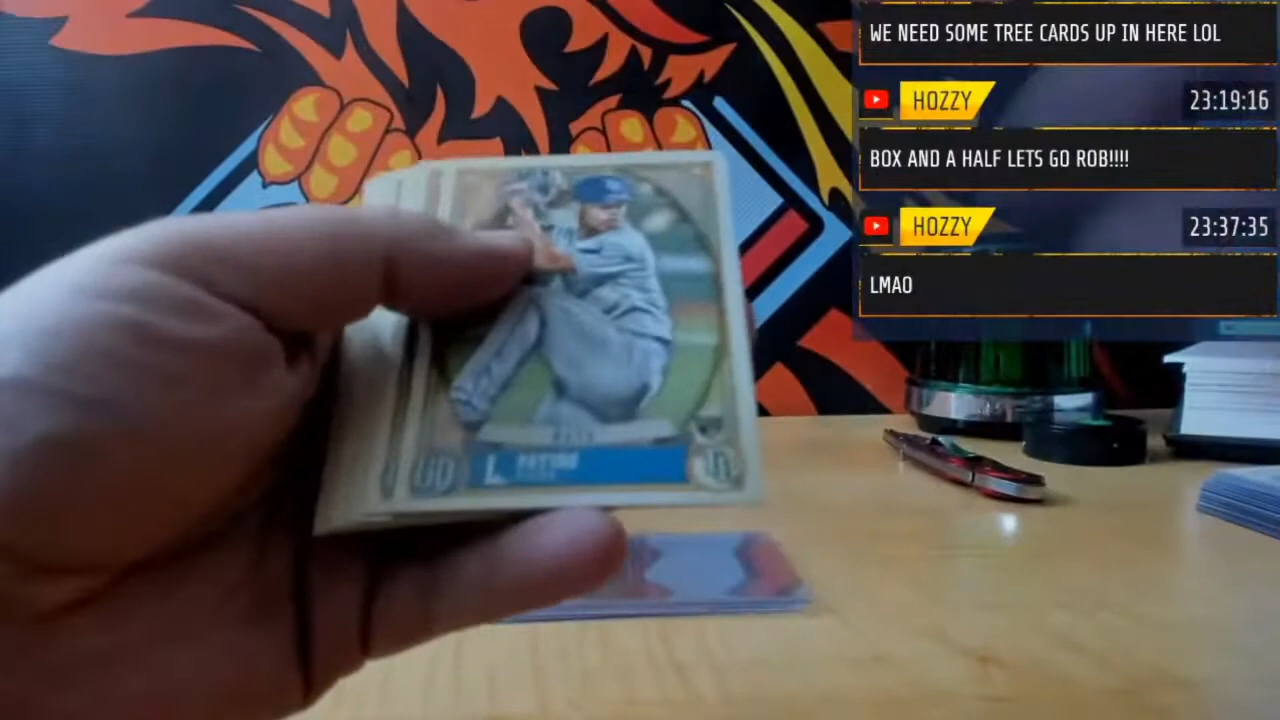 WE NEED SOME TREE CARDS UP IN HERE LOL
HOZZY 23:19:16
BOX AND A HALF LETS GO ROB!!!!
HOZZY 23:37:35
LMAO
L. PATIÑO